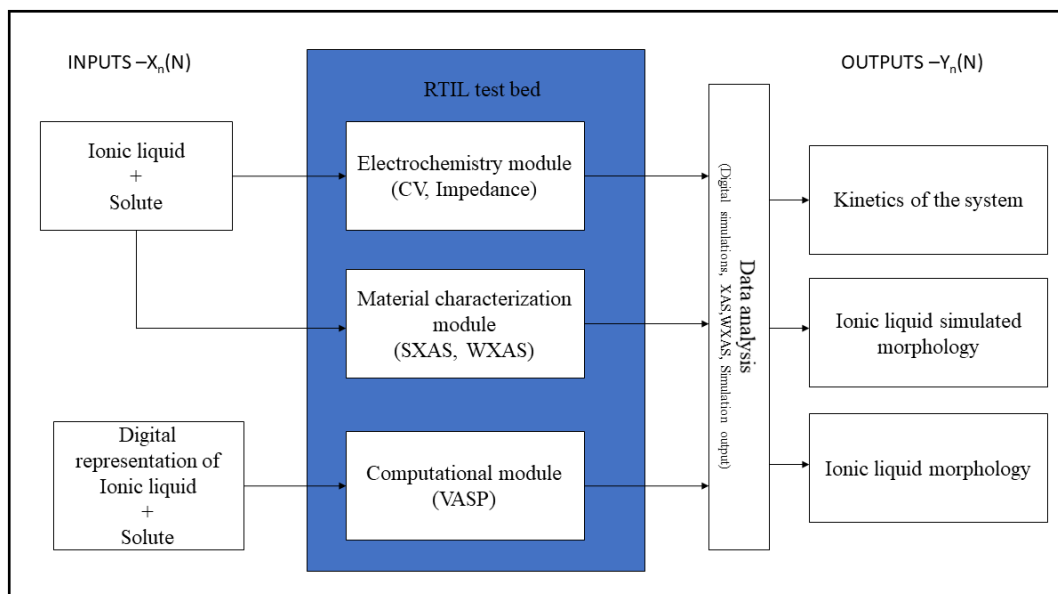 INPUTS –Xn(N)
Ionic liquid
+
Solute
Digital
representation of
Ionic liquid
+
Solute
RTIL test bed
Electrochemistry module
(CV, Impedance)
Material characterization
module
(SXAS, WXAS)
Computational module
(VASP)
Data analysis
(Digital simulations, XAS,WXAS, Simulation output)
OUTPUTS –Yn(N)
Kinetics of the system
Ionic liquid simulated
morphology
Ionic liquid morphology